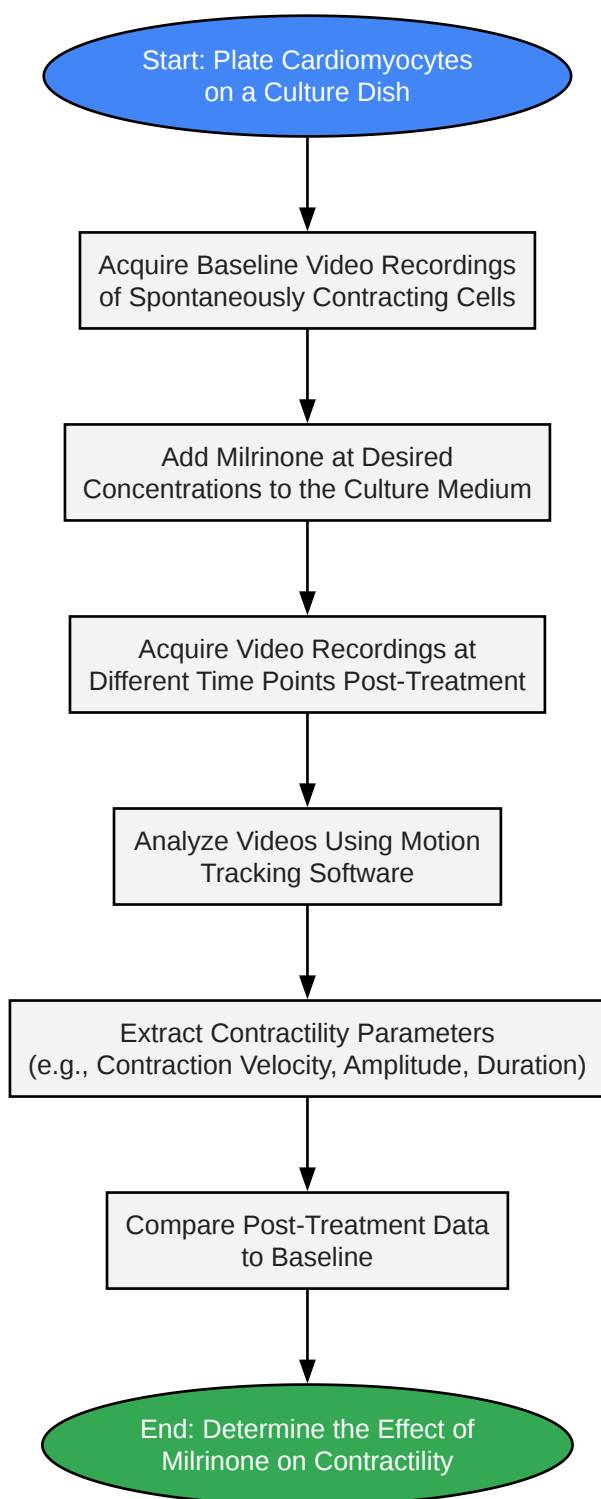 Start: Plate Cardiomyocytes
on a Culture Dish
Acquire Baseline Video Recordings
of Spontaneously Contracting Cells
Add Milrinone at Desired
Concentrations to the Culture Medium
Acquire Video Recordings at
Different Time Points Post-Treatment
Analyze Videos Using Motion
Tracking Software
Extract Contractility Parameters
(e.g., Contraction Velocity, Amplitude, Duration)
Compare Post-Treatment Data
to Baseline
End: Determine the Effect of
Milrinone on Contractility